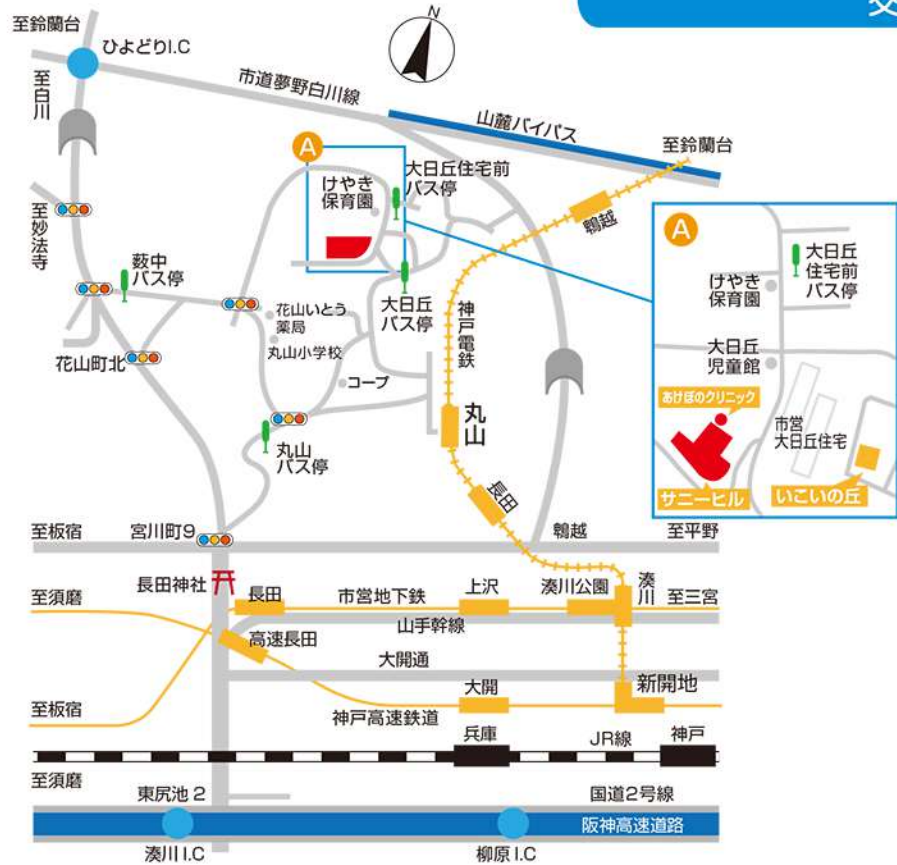 交
至鈴蘭台
ひよどりI.C
至白川
市道夢野白川線
山麓バイパス
至鈴蘭台
A
けやき
保育園
大日丘住宅前
バス停
鵯越
至妙法寺
薮中
バス停
花山いとう
薬局
丸山小学校
大日丘
バス停
神戸電鉄
花山町北
コープ
丸山
丸山
バス停
長田
A
大日丘
住宅前
バス停
けやき
保育園
大日丘
児童館
あけぼのクリニック
市営
大日丘住宅
サニーヒル
いこいの丘
至板宿
宮川町9
鵯越
至平野
長田神社
至須磨
長田
市営地下鉄
上沢
湊川公園
湊川
至三宮
山手幹線
高速長田
大開通
大開
新開地
至板宿
神戸高速鉄道
兵庫
JR線
神戸
至須磨
東尻池2
国道2号線
阪神高速道路
湊川I.C
柳原I.C